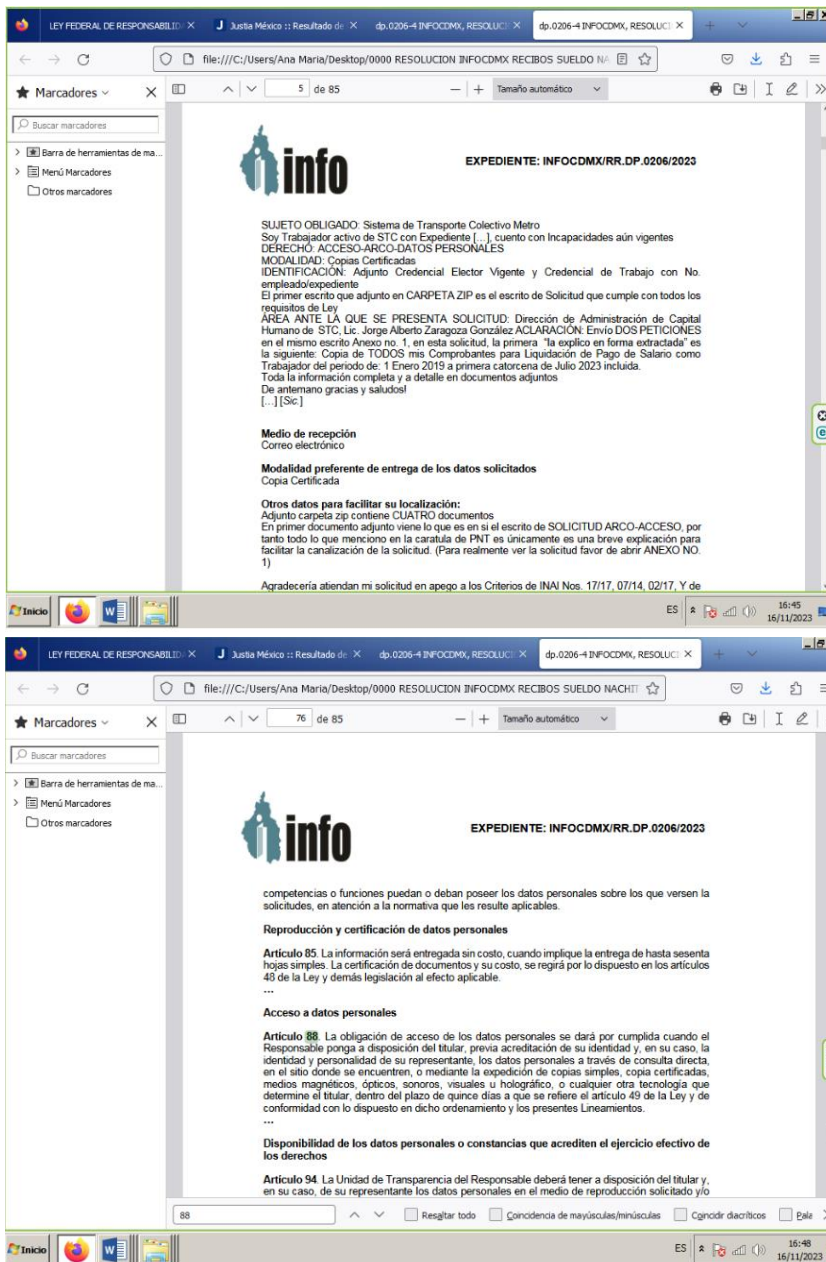 LEY FEDERAL DE RESPONSABILID
Justia México :: Resultado de
dp.0206-4 INFOCDMX, RESOLUCI
dp.0206-4 INFOCDMX, RESOLUCI
file:///C:/Users/Ana Maria/Desktop/0000 RESOLUCION INFOCDMX RECIBOS SUELDO NA
Marcadores
5 de 85
Tamaño automático
Buscar marcadores
Barra de herramientas de ma...
Menú Marcadores
Otros marcadores
info
EXPEDIENTE: INFOCDMX/RR.DP.0206/2023
SUJETO OBLIGADO: Sistema de Transporte Colectivo Metro
Soy Trabajador activo de STC con Expediente [...], cuento con Incapacidades aún vigentes
DERECHO: ACCESO-ARCO-DATOS PERSONALES
MODALIDAD: Copias Certificadas
IDENTIFICACIÓN: Adjunto Credencial Elector Vigente y Credencial de Trabajo con No.
empleado/expediente
El primer escrito que adjunto en CARPETA ZIP es el escrito de Solicitud que cumple con todos los
requisitos de Ley
ÁREA ANTE LA QUE SE PRESENTA SOLICITUD: Dirección de Administración de Capital
Humano de STC, Lic. Jorge Alberto Zaragoza González ACLARACIÓN: Envío DOS PETICIONES
en el mismo escrito Anexo no. 1, en esta solicitud, la primera "la explico en forma extractada" es
la siguiente: Copia de TODOS mis Comprobantes para Liquidación de Pago de Salario como
Trabajador del periodo de: 1 Enero 2019 a primera catorcena de Julio 2023 incluida.
Toda la información completa y a detalle en documentos adjuntos
De antemano gracias y saludos!
[...] [Sic.]
Medio de recepción
Correo electrónico
Modalidad preferente de entrega de los datos solicitados
Copia Certificada
Otros datos para facilitar su localización:
Adjunto carpeta zip contiene CUATRO documentos
En primer documento adjunto viene lo que es en si el escrito de SOLICITUD ARCO-ACCESO, por
tanto todo lo que menciono en la caratula de PNT es únicamente es una breve explicación para
facilitar la canalización de la solicitud. (Para realmente ver la solicitud favor de abrir ANEXO NO.
1)
Agradecería atiendan mi solicitud en apego a los Criterios de INAI Nos. 17/17, 07/14, 02/17, Y de
Inicio
ES
16:45
16/11/2023
LEY FEDERAL DE RESPONSABILID
Justia México :: Resultado de
dp.0206-4 INFOCDMX, RESOLUCI
dp.0206-4 INFOCDMX, RESOLUCI
file:///C:/Users/Ana Maria/Desktop/0000 RESOLUCION INFOCDMX RECIBOS SUELDO NACHIT
Marcadores
76 de 85
Tamaño automático
Buscar marcadores
Barra de herramientas de ma...
Menú Marcadores
Otros marcadores
info
EXPEDIENTE: INFOCDMX/RR.DP.0206/2023
competencias o funciones puedan o deban poseer los datos personales sobre los que versen la
solicitudes, en atención a la normativa que les resulte aplicables.
Reproducción y certificación de datos personales
Artículo 85. La información será entregada sin costo, cuando implique la entrega de hasta sesenta
hojas simples. La certificación de documentos y su costo, se regirá por lo dispuesto en los artículos
48 de la Ley y demás legislación al efecto aplicable.
...
Acceso a datos personales
Artículo 88. La obligación de acceso de los datos personales se dará por cumplida cuando el
Responsable ponga a disposición del titular, previa acreditación de su identidad y, en su caso, la
identidad y personalidad de su representante, los datos personales a través de consulta directa,
en el sitio donde se encuentren, o mediante la expedición de copias simples, copia certificadas,
medios magnéticos, ópticos, sonoros, visuales u holográfico, o cualquier otra tecnología que
determine el titular, dentro del plazo de quince días a que se refiere el artículo 49 de la Ley y de
conformidad con lo dispuesto en dicho ordenamiento y los presentes Lineamientos.
...
Disponibilidad de los datos personales o constancias que acrediten el ejercicio efectivo de
los derechos
Artículo 94. La Unidad de Transparencia del Responsable deberá tener a disposición del titular y,
en su caso, de su representante los datos personales en el medio de reproducción solicitado y/o
88
Resaltar todo
Coincidencia de mayúsculas/minúsculas
Coincidir diacríticos
Pala
Inicio
ES
16:48
16/11/2023